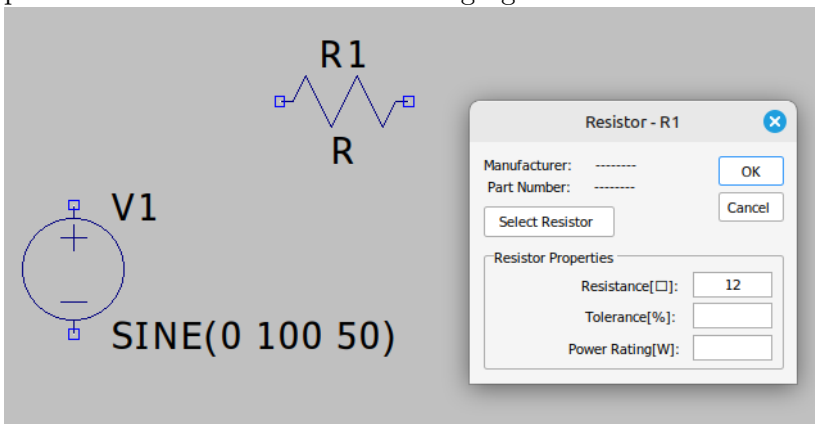 R1
R
V1
SINE(0 100 50)
Resistor - R1
Manufacturer: --------
Part Number: --------
OK
Cancel
Select Resistor
Resistor Properties
Resistance[□]: 12
Tolerance[%]:
Power Rating[W]: